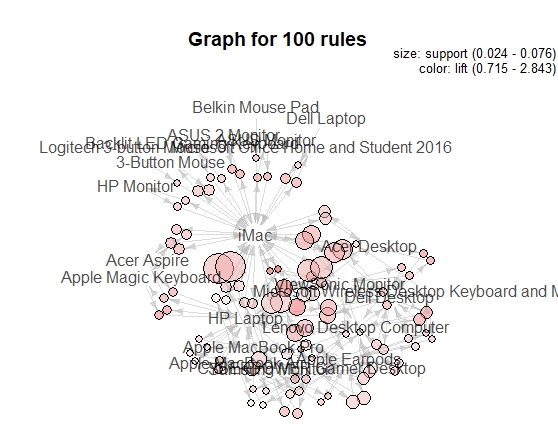 Graph for 100 rules
size: support (0.024 - 0.076)
color: lift (0.715 - 2.843)
Belkin Mouse Pad
Dell Laptop
ASUS 2 Monitor
ASUS Monitor
Backlit LED Gaming Keyboard
Logitech 3-button Mouse
Microsoft Office Home and Student 2016
3-Button Mouse
HP Monitor
iMac
Acer Desktop
Acer Aspire
Apple Magic Keyboard
ViewSonic Monitor
Microsoft Wireless Desktop Keyboard and M
Dell Desktop
HP Laptop
Lenovo Desktop Computer
Apple MacBook Pro
Apple Earpods
Apple MacBook Air
CYBERPOWER Gamer Desktop
Samsung Monitor